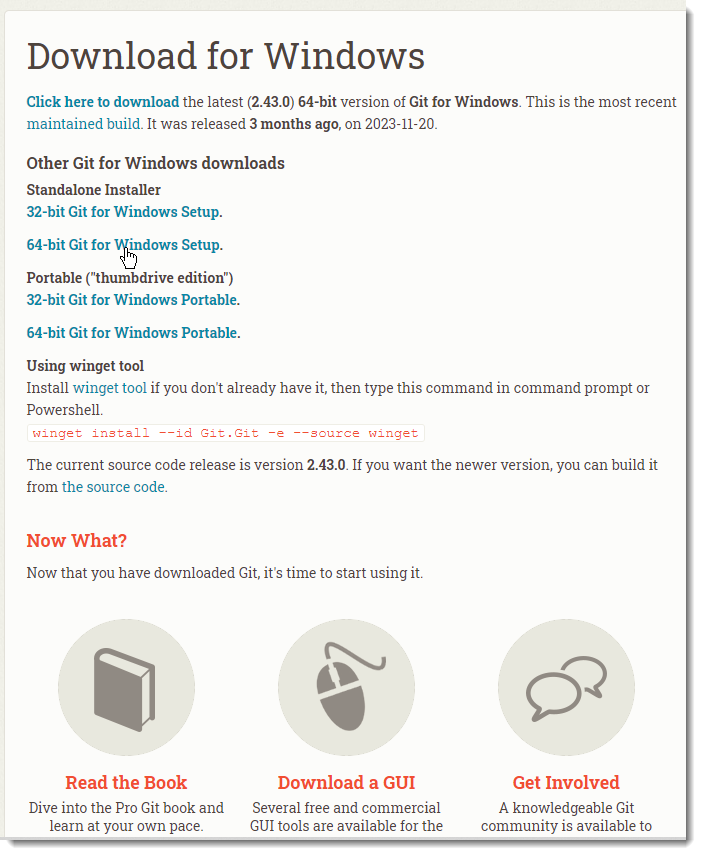 Download for Windows
Click here to download the latest (2.43.0) 64-bit version of Git for Windows. This is the most recent
maintained build. It was released 3 months ago, on 2023-11-20.
Other Git for Windows downloads
Standalone Installer
32-bit Git for Windows Setup.
64-bit Git for Windows Setup.
Portable ("thumbdrive edition")
32-bit Git for Windows Portable.
64-bit Git for Windows Portable.
Using winget tool
Install winget tool if you don't already have it, then type this command in command prompt or
Powershell.
winget install --id Git.Git -e --source winget
The current source code release is version 2.43.0. If you want the newer version, you can build it
from the source code.
Now What?
Now that you have downloaded Git, it's time to start using it.
Read the Book
Dive into the Pro Git book and
learn at your own pace.
Download a GUI
Several free and commercial
GUI tools are available for the
Get Involved
A knowledgeable Git
community is available to